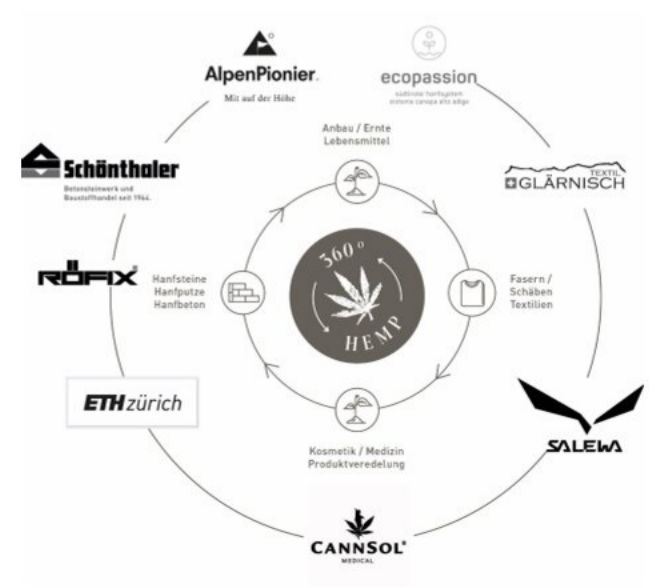 AlpenPionier.
Mit auf der Höhe
ecopassion
südtiroler hanfsystem
sistema canapa alto adige
Anbau / Ernte
Lebensmittel
Schönthaler
Betonsteinwerk und
Baustoffhandel seit 1944.
TEXTIL
GLÄRNISCH
360°
HEMP
RÖFIX
Hanfsteine
Hanfputze
Hanfbeton
Fasern /
Schäben
Textilien
ETH zürich
SALEWA
Kosmetik / Medizin
Produktveredelung
CANNSOL®
MEDICAL